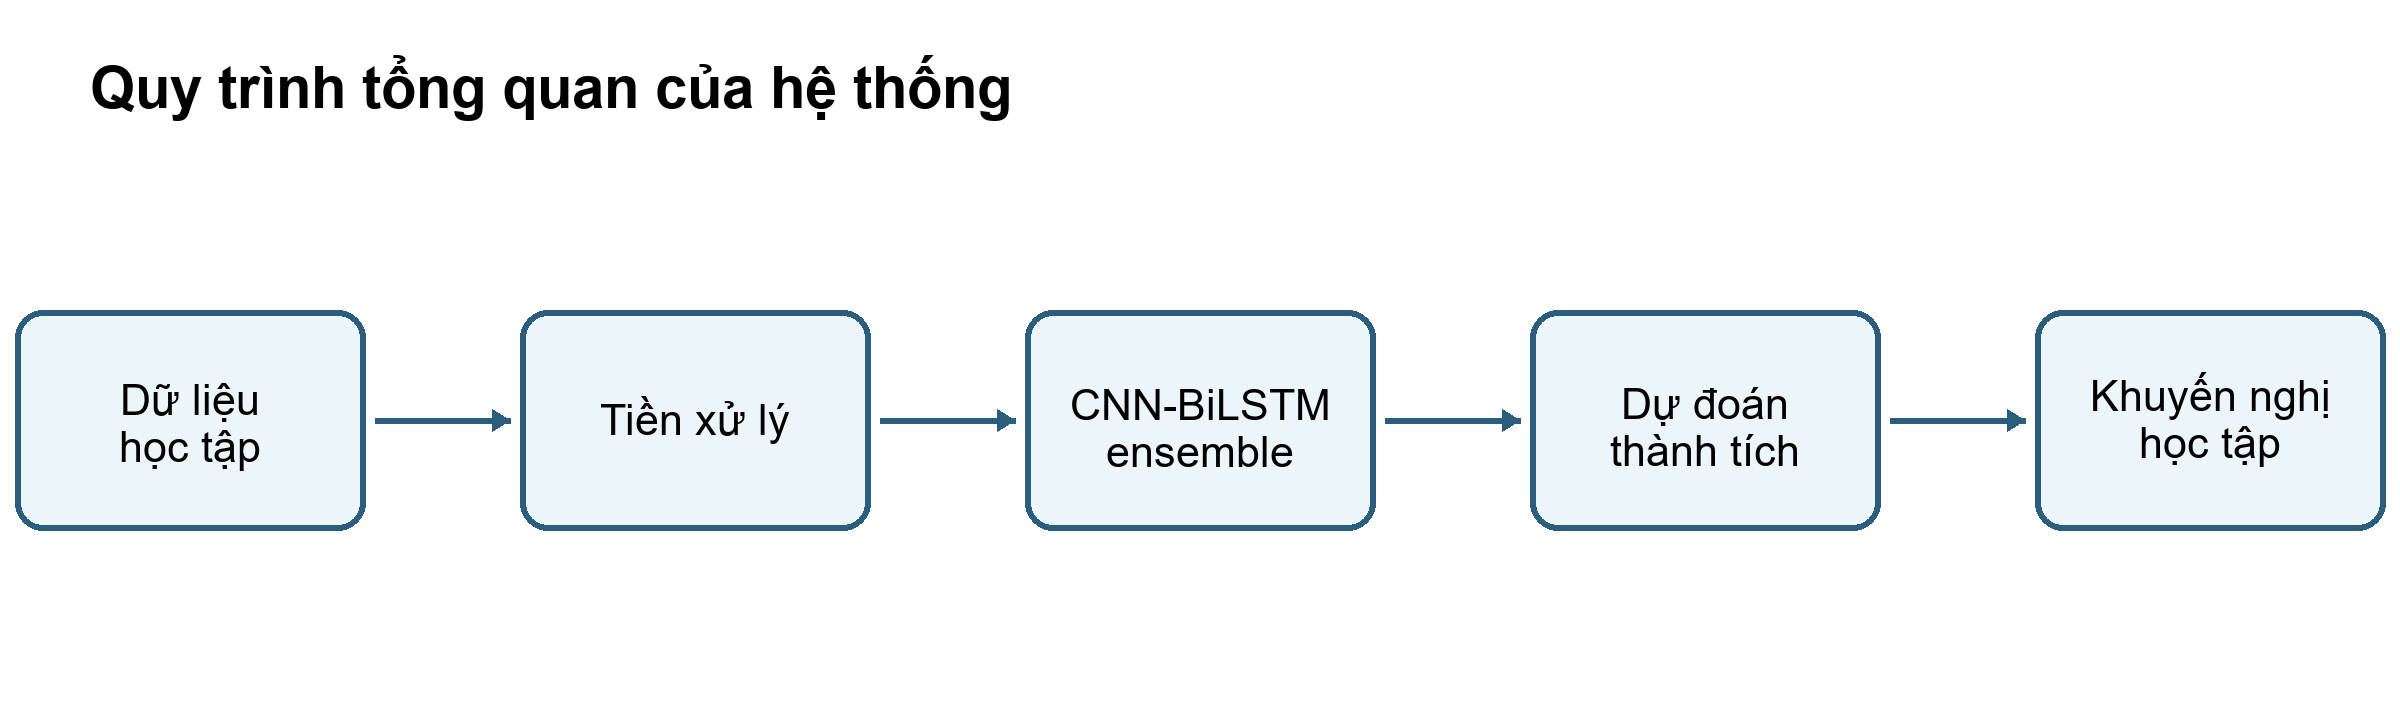 Quy trình tổng quan của hệ thống
Dữ liệu
học tập
Tiền xử lý
CNN-BiLSTM
ensemble
Dự đoán
thành tích
Khuyến nghị
học tập